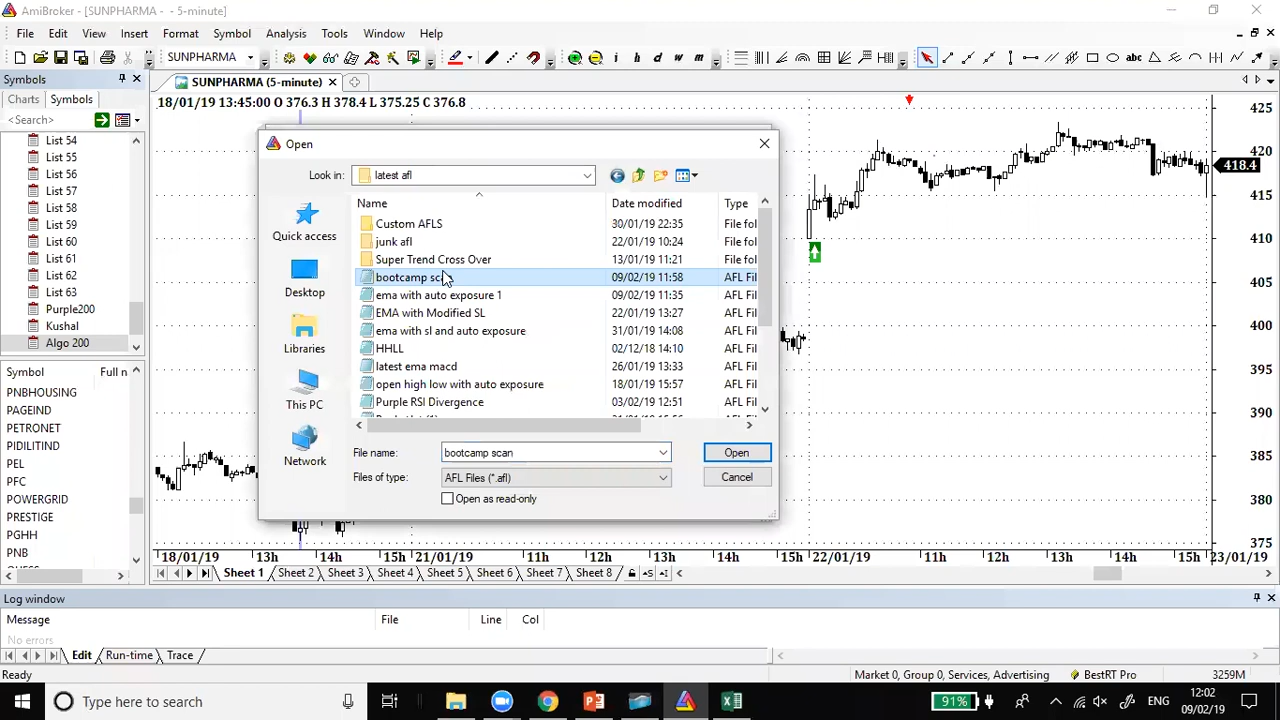 AmiBroker - [SUNPHARMA - - 5-minute]
File Edit View Insert Format Symbol Analysis Tools Window Help
SUNPHARMA
Symbols
SUNPHARMA (5-minute)
Charts Symbols
18/01/19 13:45:00 O 376.3 H 378.4 L 375.25 C 376.8
<Search>
List 54
List 55
List 56
List 57
List 58
List 59
List 60
List 61
List 62
List 63
Purple200
Kushal
Algo 200
Symbol Full n
PNBHOUSING
PAGEIND
PETRONET
PIDILITIND
PEL
PFC
POWERGRID
PRESTIGE
PGHH
PNB
Open
Look in: latest afl
Quick access
Desktop
Libraries
This PC
Network
Name Date modified Type
Custom AFLS 30/01/19 22:35 File fol
junk afl 22/01/19 10:24 File fol
Super Trend Cross Over 13/01/19 11:21 File fol
bootcamp scan 09/02/19 11:58 AFL Fil
ema with auto exposure 1 09/02/19 11:35 AFL Fil
EMA with Modified SL 22/01/19 13:27 AFL Fil
ema with sl and auto exposure 31/01/19 14:08 AFL Fil
HHLL 02/12/18 14:10 AFL Fil
latest ema macd 26/01/19 13:33 AFL Fil
open high low with auto exposure 18/01/19 15:57 AFL Fil
Purple RSI Divergence 03/02/19 12:51 AFL Fil
File name: bootcamp scan Open
Files of type: AFL Files (*.afl) Cancel
Open as read-only
425
420
418.4
415
410
405
400
395
390
385
380
375
18/01/19 13h 14h 15h 21/01/19 11h 12h 13h 14h 15h 22/01/19 11h 12h 13h 14h 15h 23/01/19
Sheet 1 Sheet 2 Sheet 3 Sheet 4 Sheet 5 Sheet 6 Sheet 7 Sheet 8
Log window
Message File Line Col
No errors
Edit Run-time Trace
Ready Market 0, Group 0, Services, Advertising BestRT Pro 3259M
Type here to search
91%
ENG
12:02
09/02/19